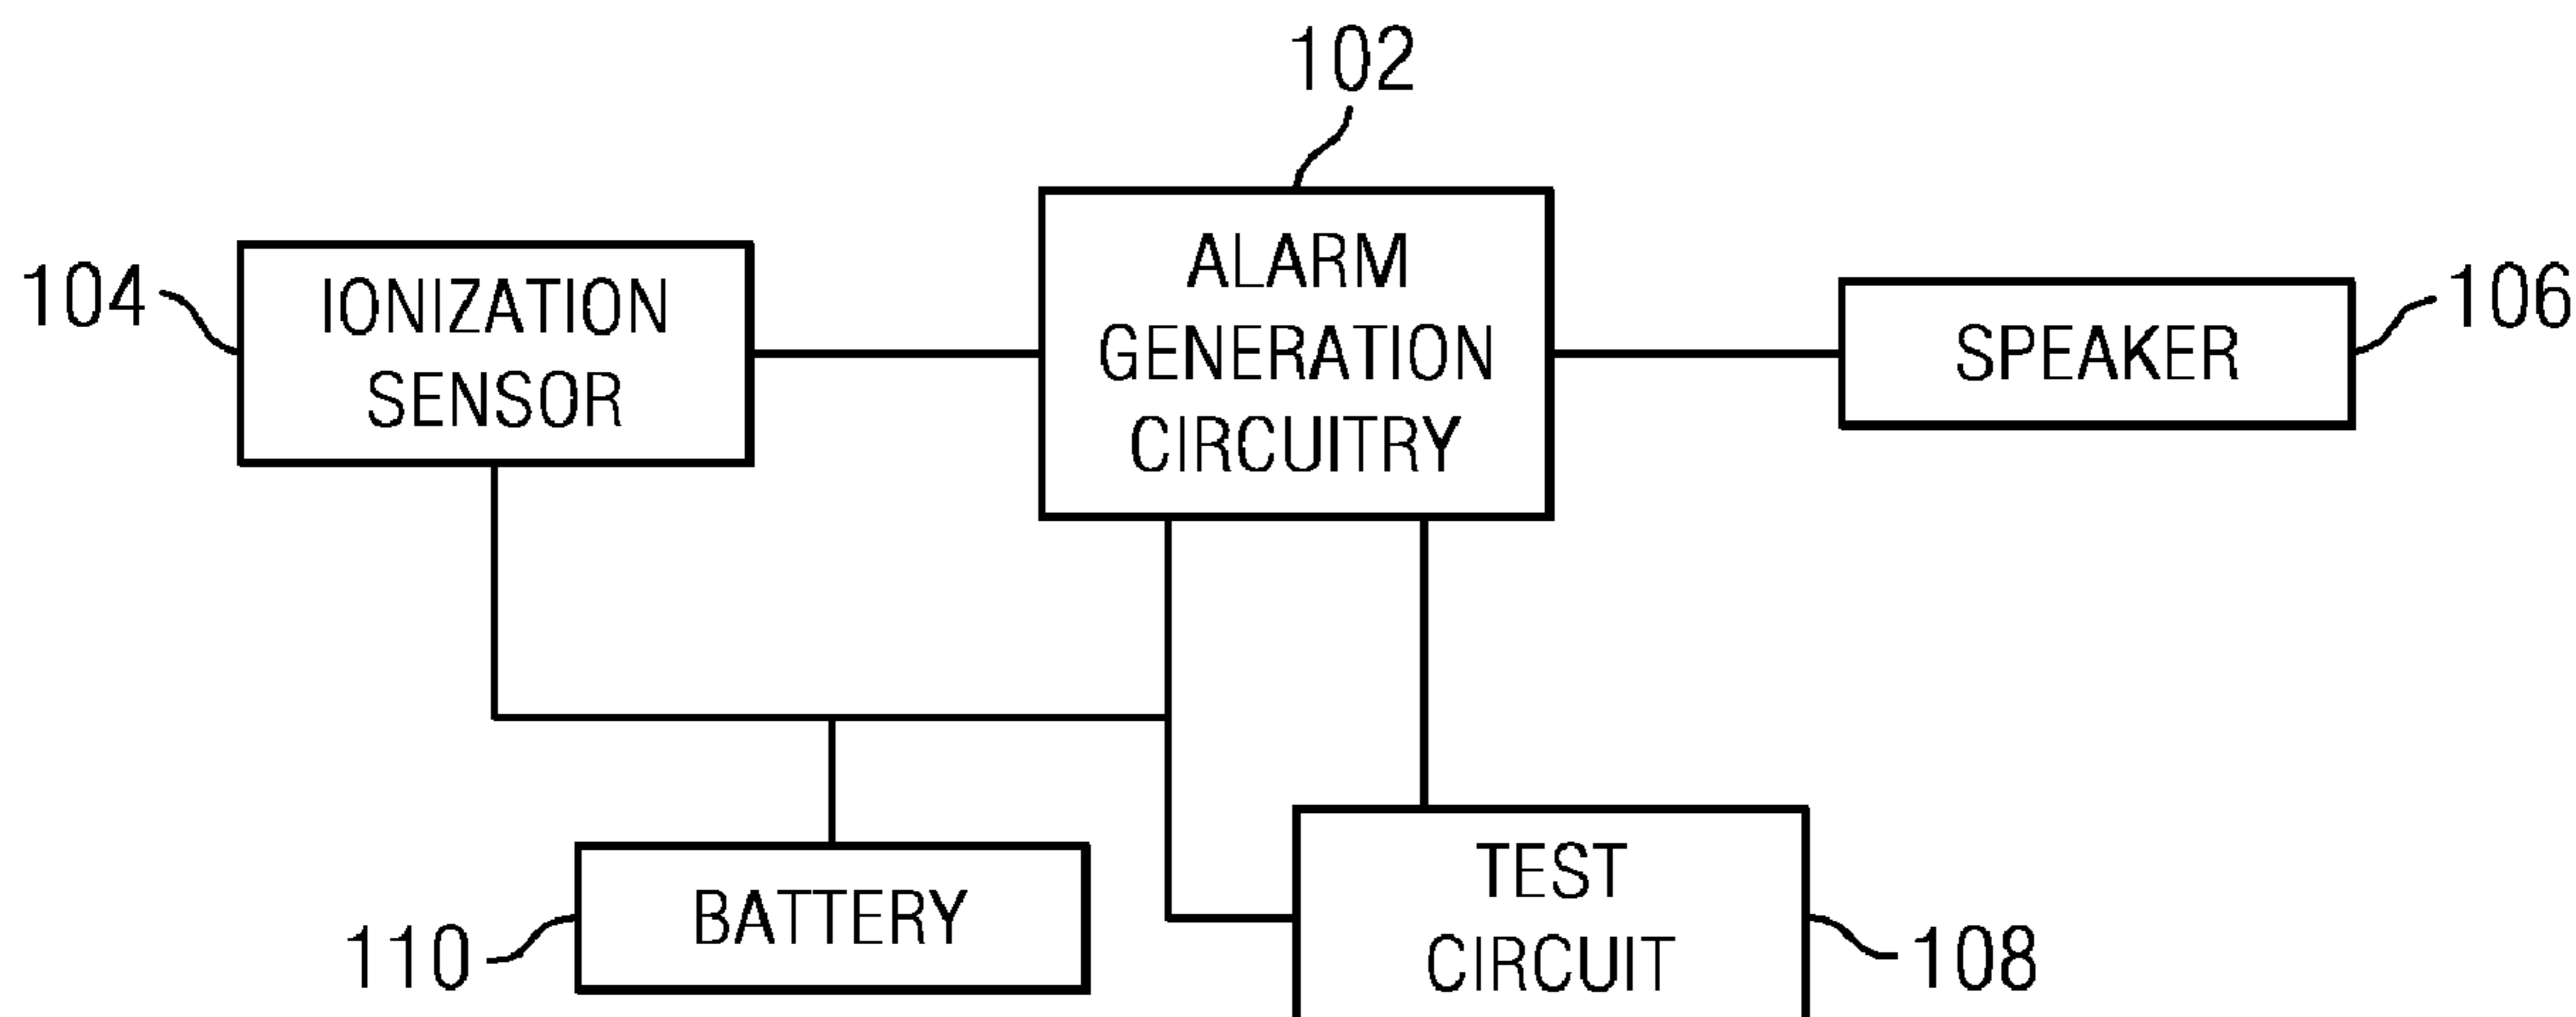 102
104
IONIZATION
SENSOR
ALARM
GENERATION
CIRCUITRY
SPEAKER
106
BATTERY
110
TEST
CIRCUIT
108